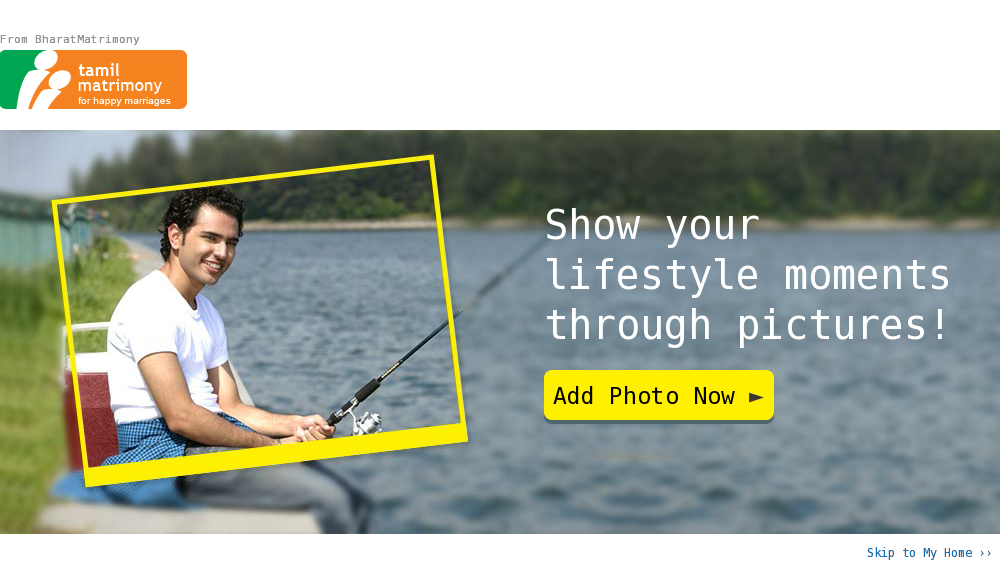 From BharatMatrimony
tamil
matrimony
for happy marriages
Show your
lifestyle moments
through pictures!
Add Photo Now ►
Skip to My Home ››